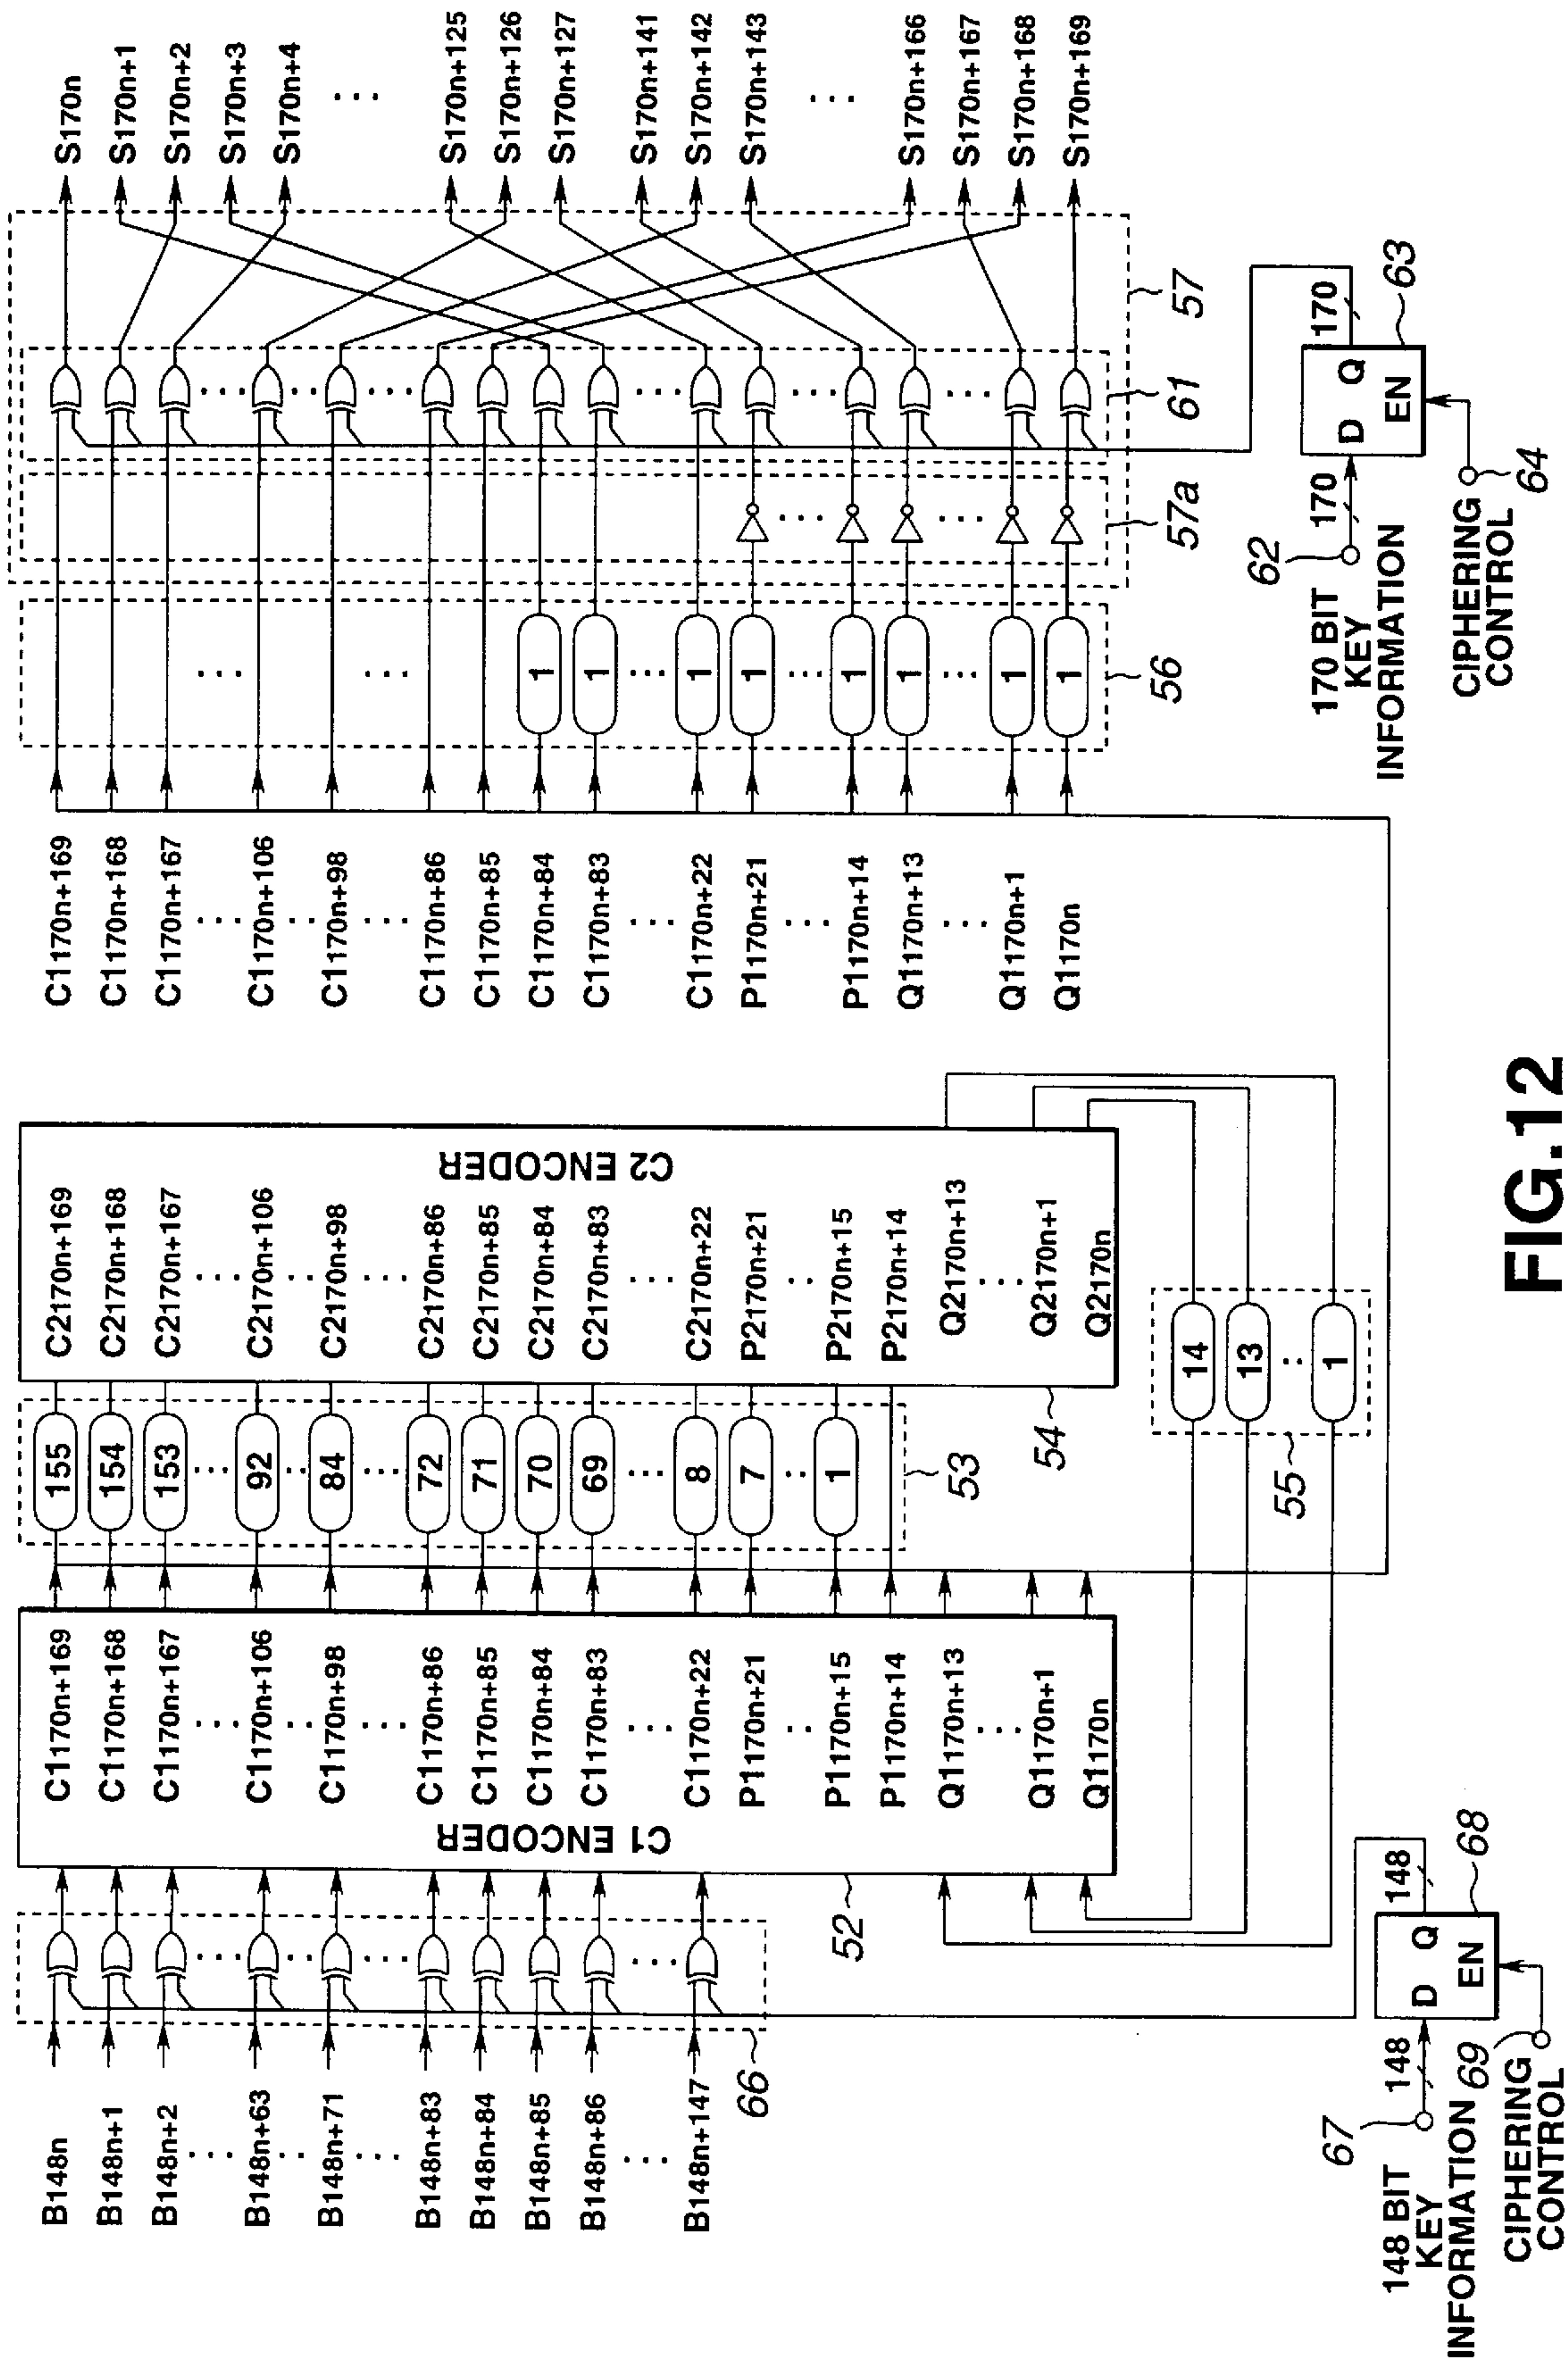 B148n
B148n+1
B148n+2
B148n+63
B148n+71
B148n+83
B148n+84
B148n+85
B148n+86
B148n+147
66
67
148 BIT
KEY
INFORMATION
148
D Q
EN
148
68
69
CIPHERING
CONTROL
C1 ENCODER
52
C1170n+169
C1170n+168
C1170n+167
C1170n+106
C1170n+98
C1170n+86
C1170n+85
C1170n+84
C1170n+83
C1170n+22
P1170n+21
P1170n+15
P1170n+14
Q1170n+13
Q1170n+1
Q1170n
155
154
153
92
84
72
71
70
69
8
7
1
53
C2170n+169
C2170n+168
C2170n+167
C2170n+106
C2170n+98
C2170n+86
C2170n+85
C2170n+84
C2170n+83
C2170n+22
P2170n+21
P2170n+15
P2170n+14
Q2170n+13
Q2170n+1
Q2170n
C2 ENCODER
54
14
13
1
55
C1170n+169
C1170n+168
C1170n+167
C1170n+106
C1170n+98
C1170n+86
C1170n+85
C1170n+84
C1170n+83
C1170n+22
P1170n+21
P1170n+14
Q1170n+13
Q1170n+1
Q1170n
1
1
1
1
1
1
1
1
56
57a
61
57
62
170 BIT
KEY
INFORMATION
170
D Q
EN
170
63
64
CIPHERING
CONTROL
S170n
S170n+1
S170n+2
S170n+3
S170n+4
S170n+125
S170n+126
S170n+127
S170n+141
S170n+142
S170n+143
S170n+166
S170n+167
S170n+168
S170n+169
FIG.12